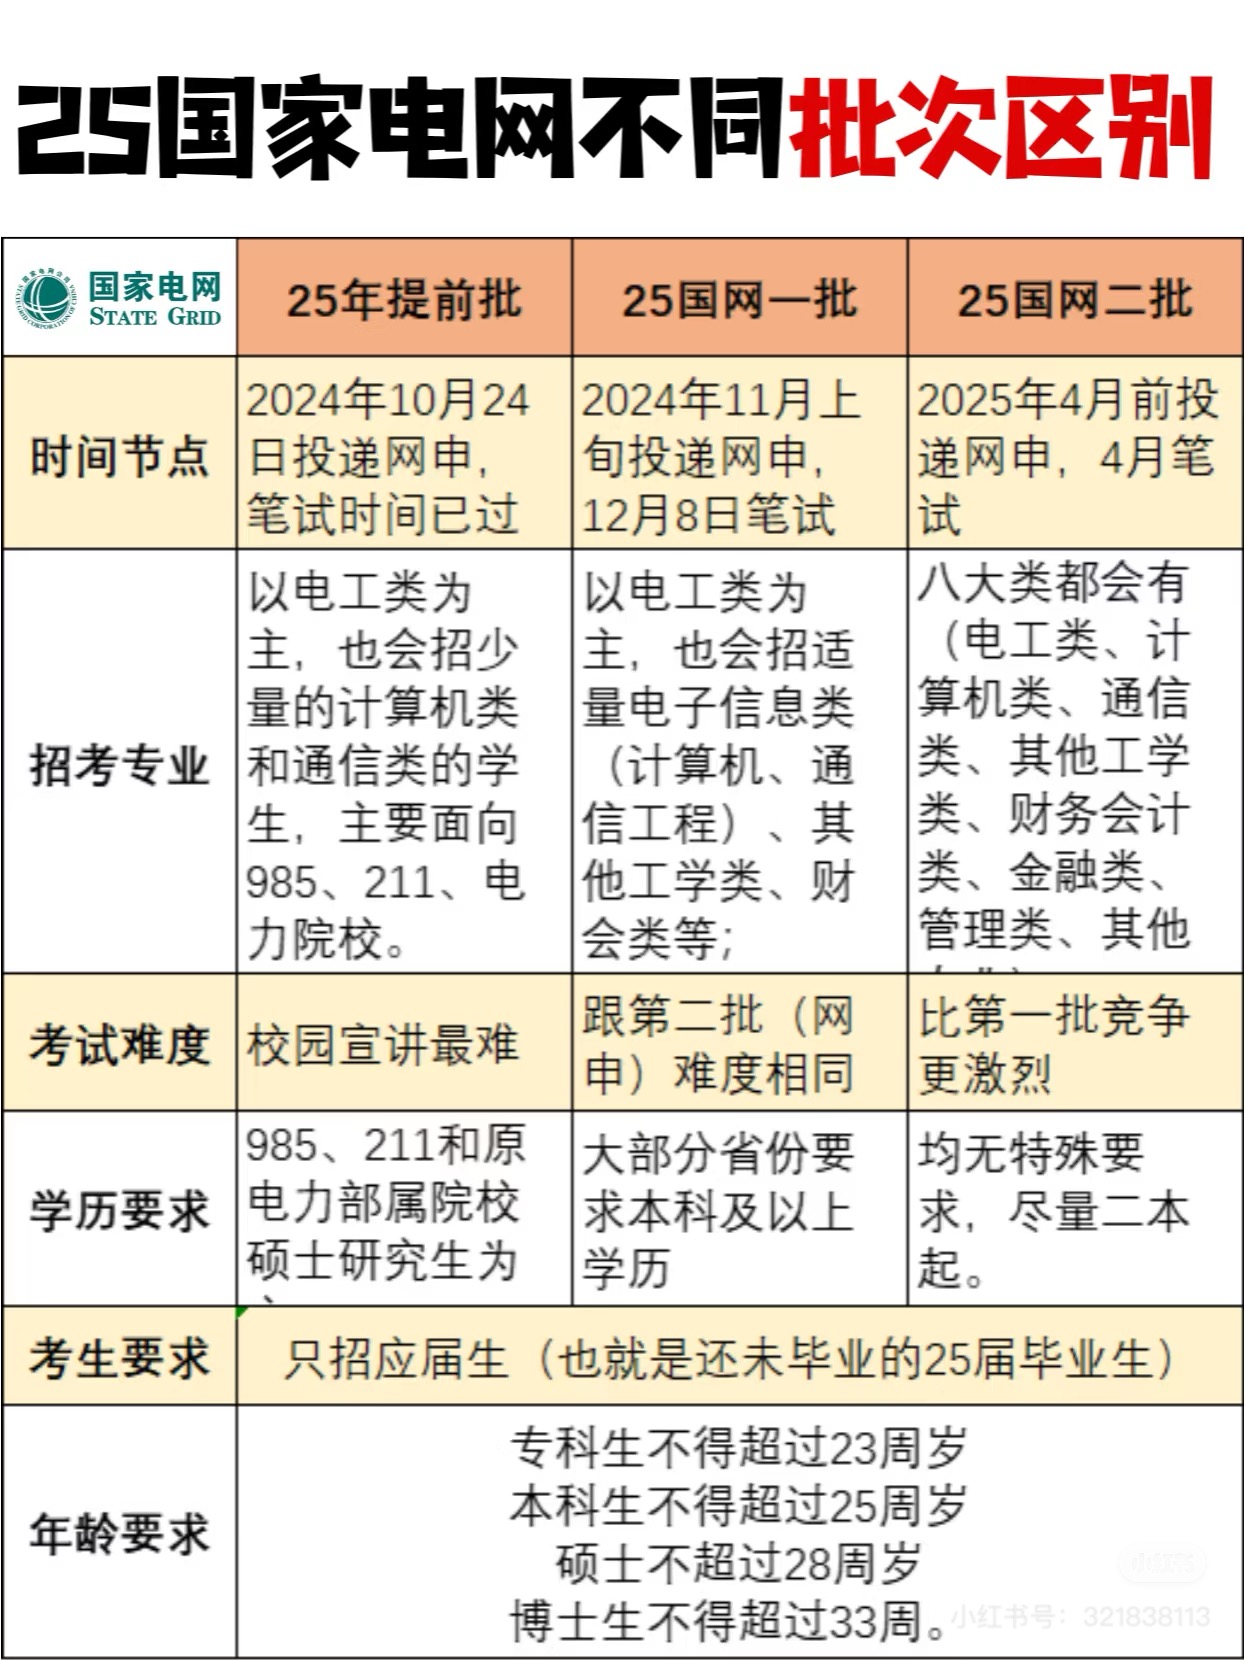 25国家电网不同批次区别
国家电网
STATE GRID
25年提前批
25国网一批
25国网二批
时间节点
2024年10月24
日投递网申，
笔试时间已过
2024年11月上
旬投递网申，
12月8日笔试
2025年4月前投
递网申，4月笔
试
招考专业
以电工类为
主，也会招少
量的计算机类
和通信类的学
生，主要面向
985、211、电
力院校。
以电工类为
主，也会招适
量电子信息类
（计算机、通
信工程）、其
他工学类、财
会类等；
八大类都会有
（电工类、计
算机类、通信
类、其他工学
类、财务会计
类、金融类、
管理类、其他
考试难度
校园宣讲最难
跟第二批（网
申）难度相同
比第一批竞争
更激烈
学历要求
985、211和原
电力部属院校
硕士研究生为
大部分省份要
求本科及以上
学历
均无特殊要
求，尽量二本
起。
考生要求
只招应届生（也就是还未毕业的25届毕业生）
年龄要求
专科生不得超过23周岁
本科生不得超过25周岁
硕士不超过28周岁
博士生不得超过33周。
小红书
小红书号：321838113